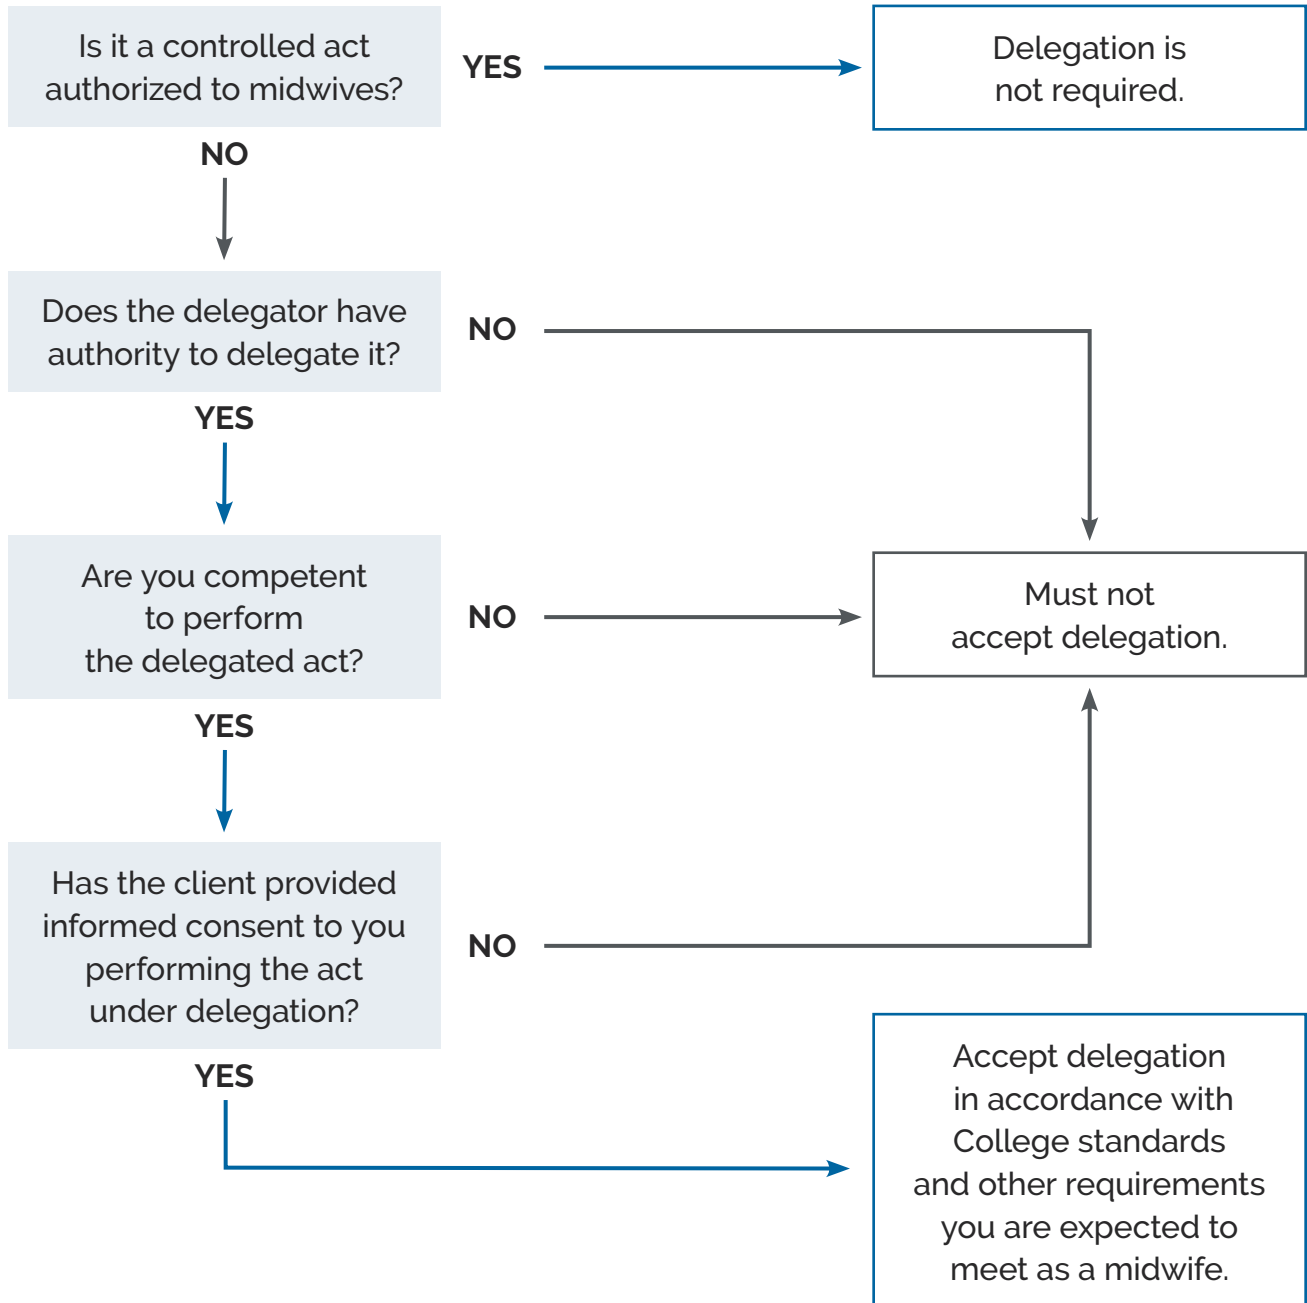 Is it a controlled act
authorized to midwives?
YES
Delegation is
not required.
NO
Does the delegator have
authority to delegate it?
NO
YES
Are you competent
to perform
the delegated act?
NO
Must not
accept delegation.
YES
Has the client provided
informed consent to you
performing the act
under delegation?
NO
YES
Accept delegation
in accordance with
College standards
and other requirements
you are expected to
meet as a midwife.